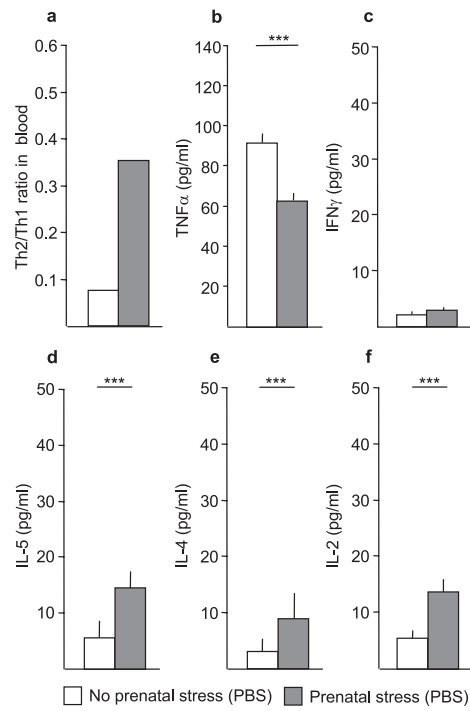 a
b
c
0.6
0.5
0.4
0.3
0.2
0.1
Th2/Th1 ratio in blood
140
120
100
80
60
40
20
TNFα (pg/ml)
***
50
40
30
20
10
IFNγ (pg/ml)
d
e
f
50
40
30
20
10
IL-5 (pg/ml)
***
50
40
30
20
10
IL-4 (pg/ml)
***
50
40
30
20
10
IL-2 (pg/ml)
***
No prenatal stress (PBS)
Prenatal stress (PBS)